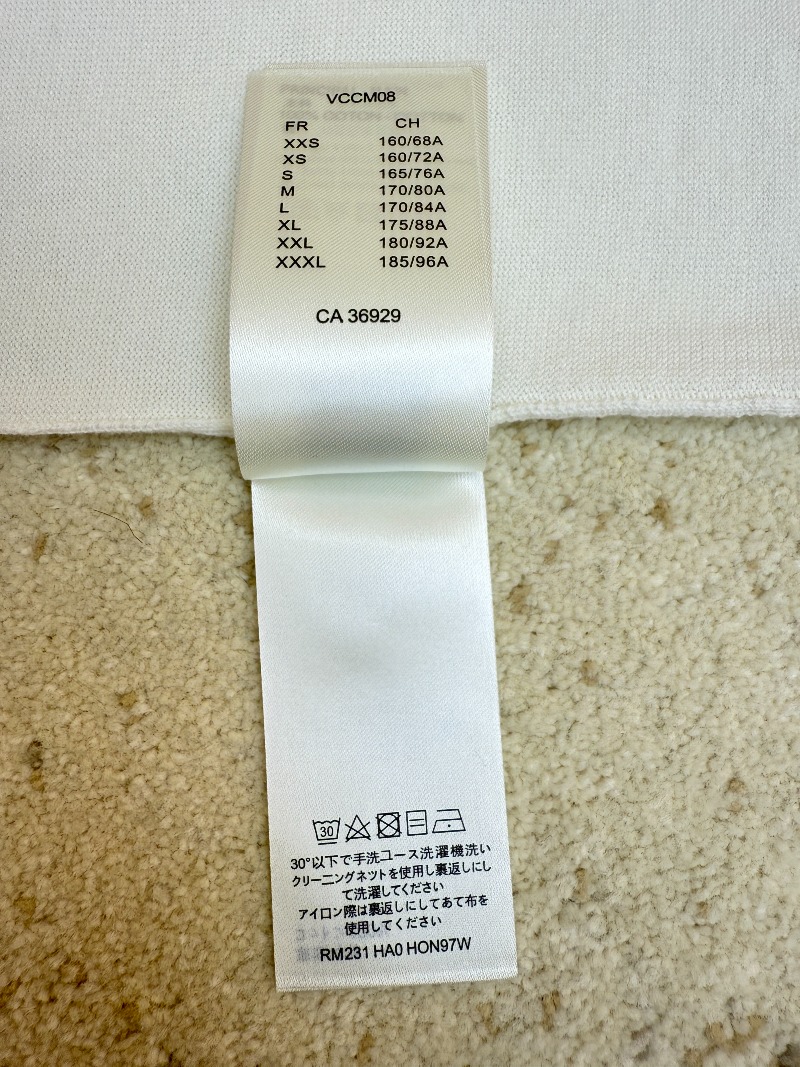 VCCM08
FR CH
XXS 160/68A
XS 160/72A
S 165/76A
M 170/80A
L 170/84A
XL 175/88A
XXL 180/92A
XXXL 185/96A
CA 36929
30
30°以下で手洗ユース洗濯機洗い
クリーニングネットを使用し裏返しにし
て洗濯してください
アイロン際は裏返しにしてあて布を
使用してください
RM231 HA0 HON97W